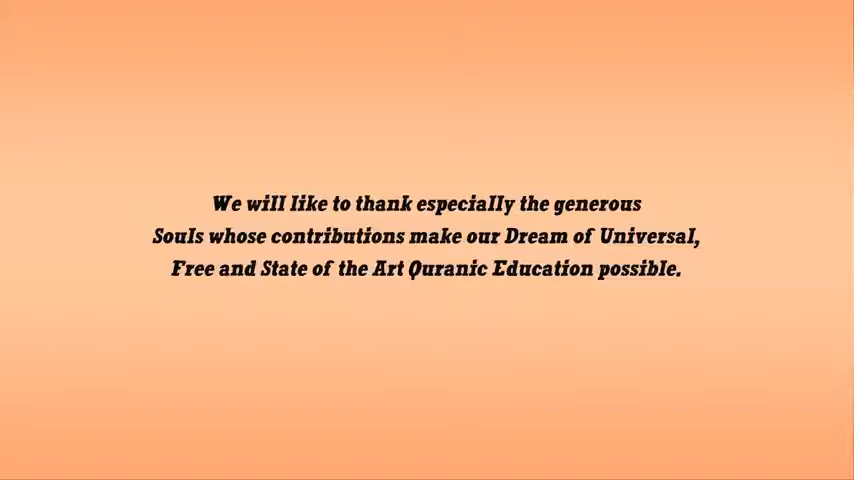 We will like to thank especially the generous
Souls whose contributions make our Dream of Universal,
Free and State of the Art Quranic Education possible.